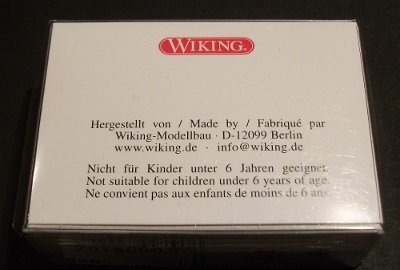 WIKING
Hergestellt von / Made by / Fabriqué par
Wiking-Modellbau · D-12099 Berlin
www.wiking.de · info@wiking.de
Nicht für Kinder unter 6 Jahren geeignet.
Not suitable for children under 6 years of age.
Ne convient pas aux enfants de moins de 6 ans.